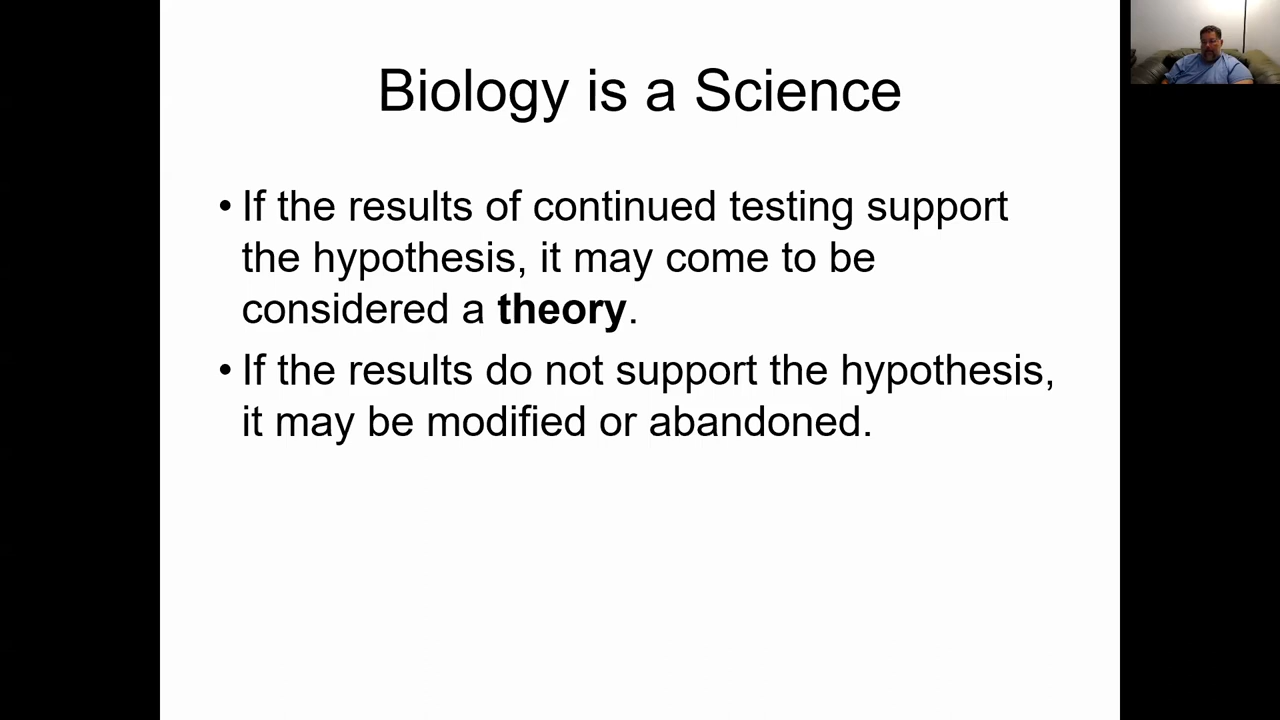 Biology is a Science
• If the results of continued testing support
the hypothesis, it may come to be
considered a theory.
• If the results do not support the hypothesis,
it may be modified or abandoned.